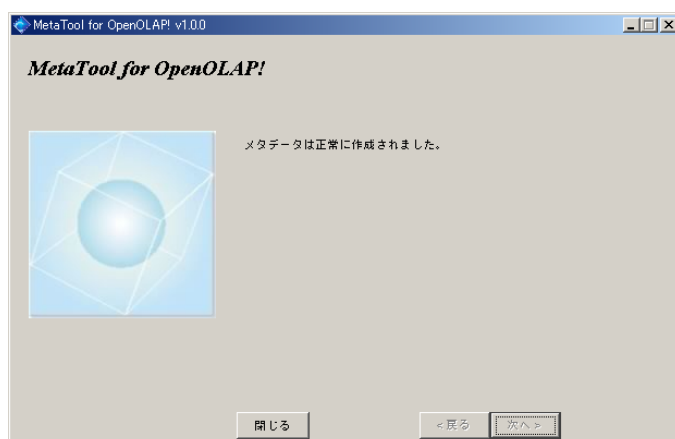 MetaTool for OpenOLAP! v1.0.0
MetaTool for OpenOLAP!
メタデータは正常に作成されました。
閉じる
<戻る
次へ>